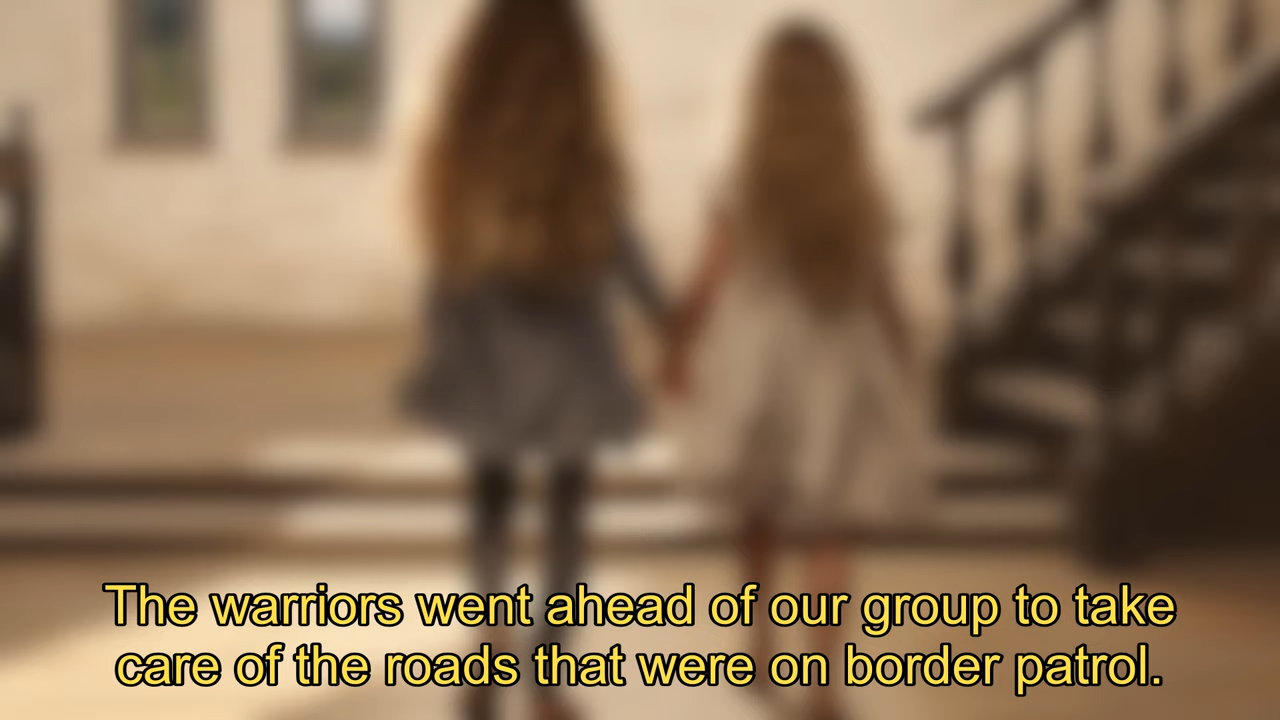 The warriors went ahead of our group to take
care of the roads that were on border patrol.